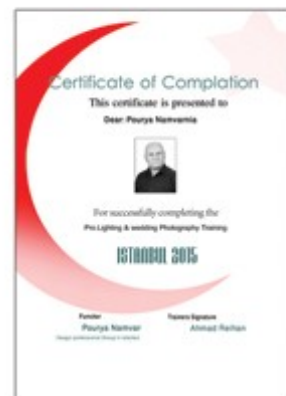 Certificate of Complation
This certificate is presented to
Dear: Pourya Namvarnia
For successfully completing the
Pro Lighting & wedding Photography Training
ISTANBUL 2015
Trainers Signature
Pourya Namvar
Ahmad Reihan